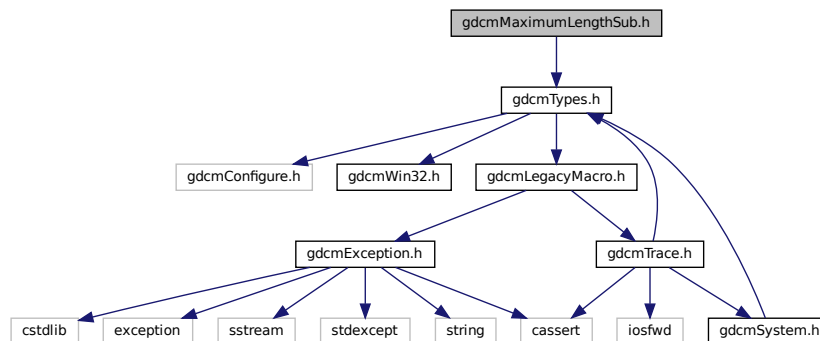 gdcmMaximumLengthSub.h
gdcmTypes.h
gdcmConfigure.h
gdcmWin32.h
gdcmLegacyMacro.h
gdcmException.h
gdcmTrace.h
cstdlib
exception
sstream
stdexcept
string
cassert
iosfwd
gdcmSystem.h